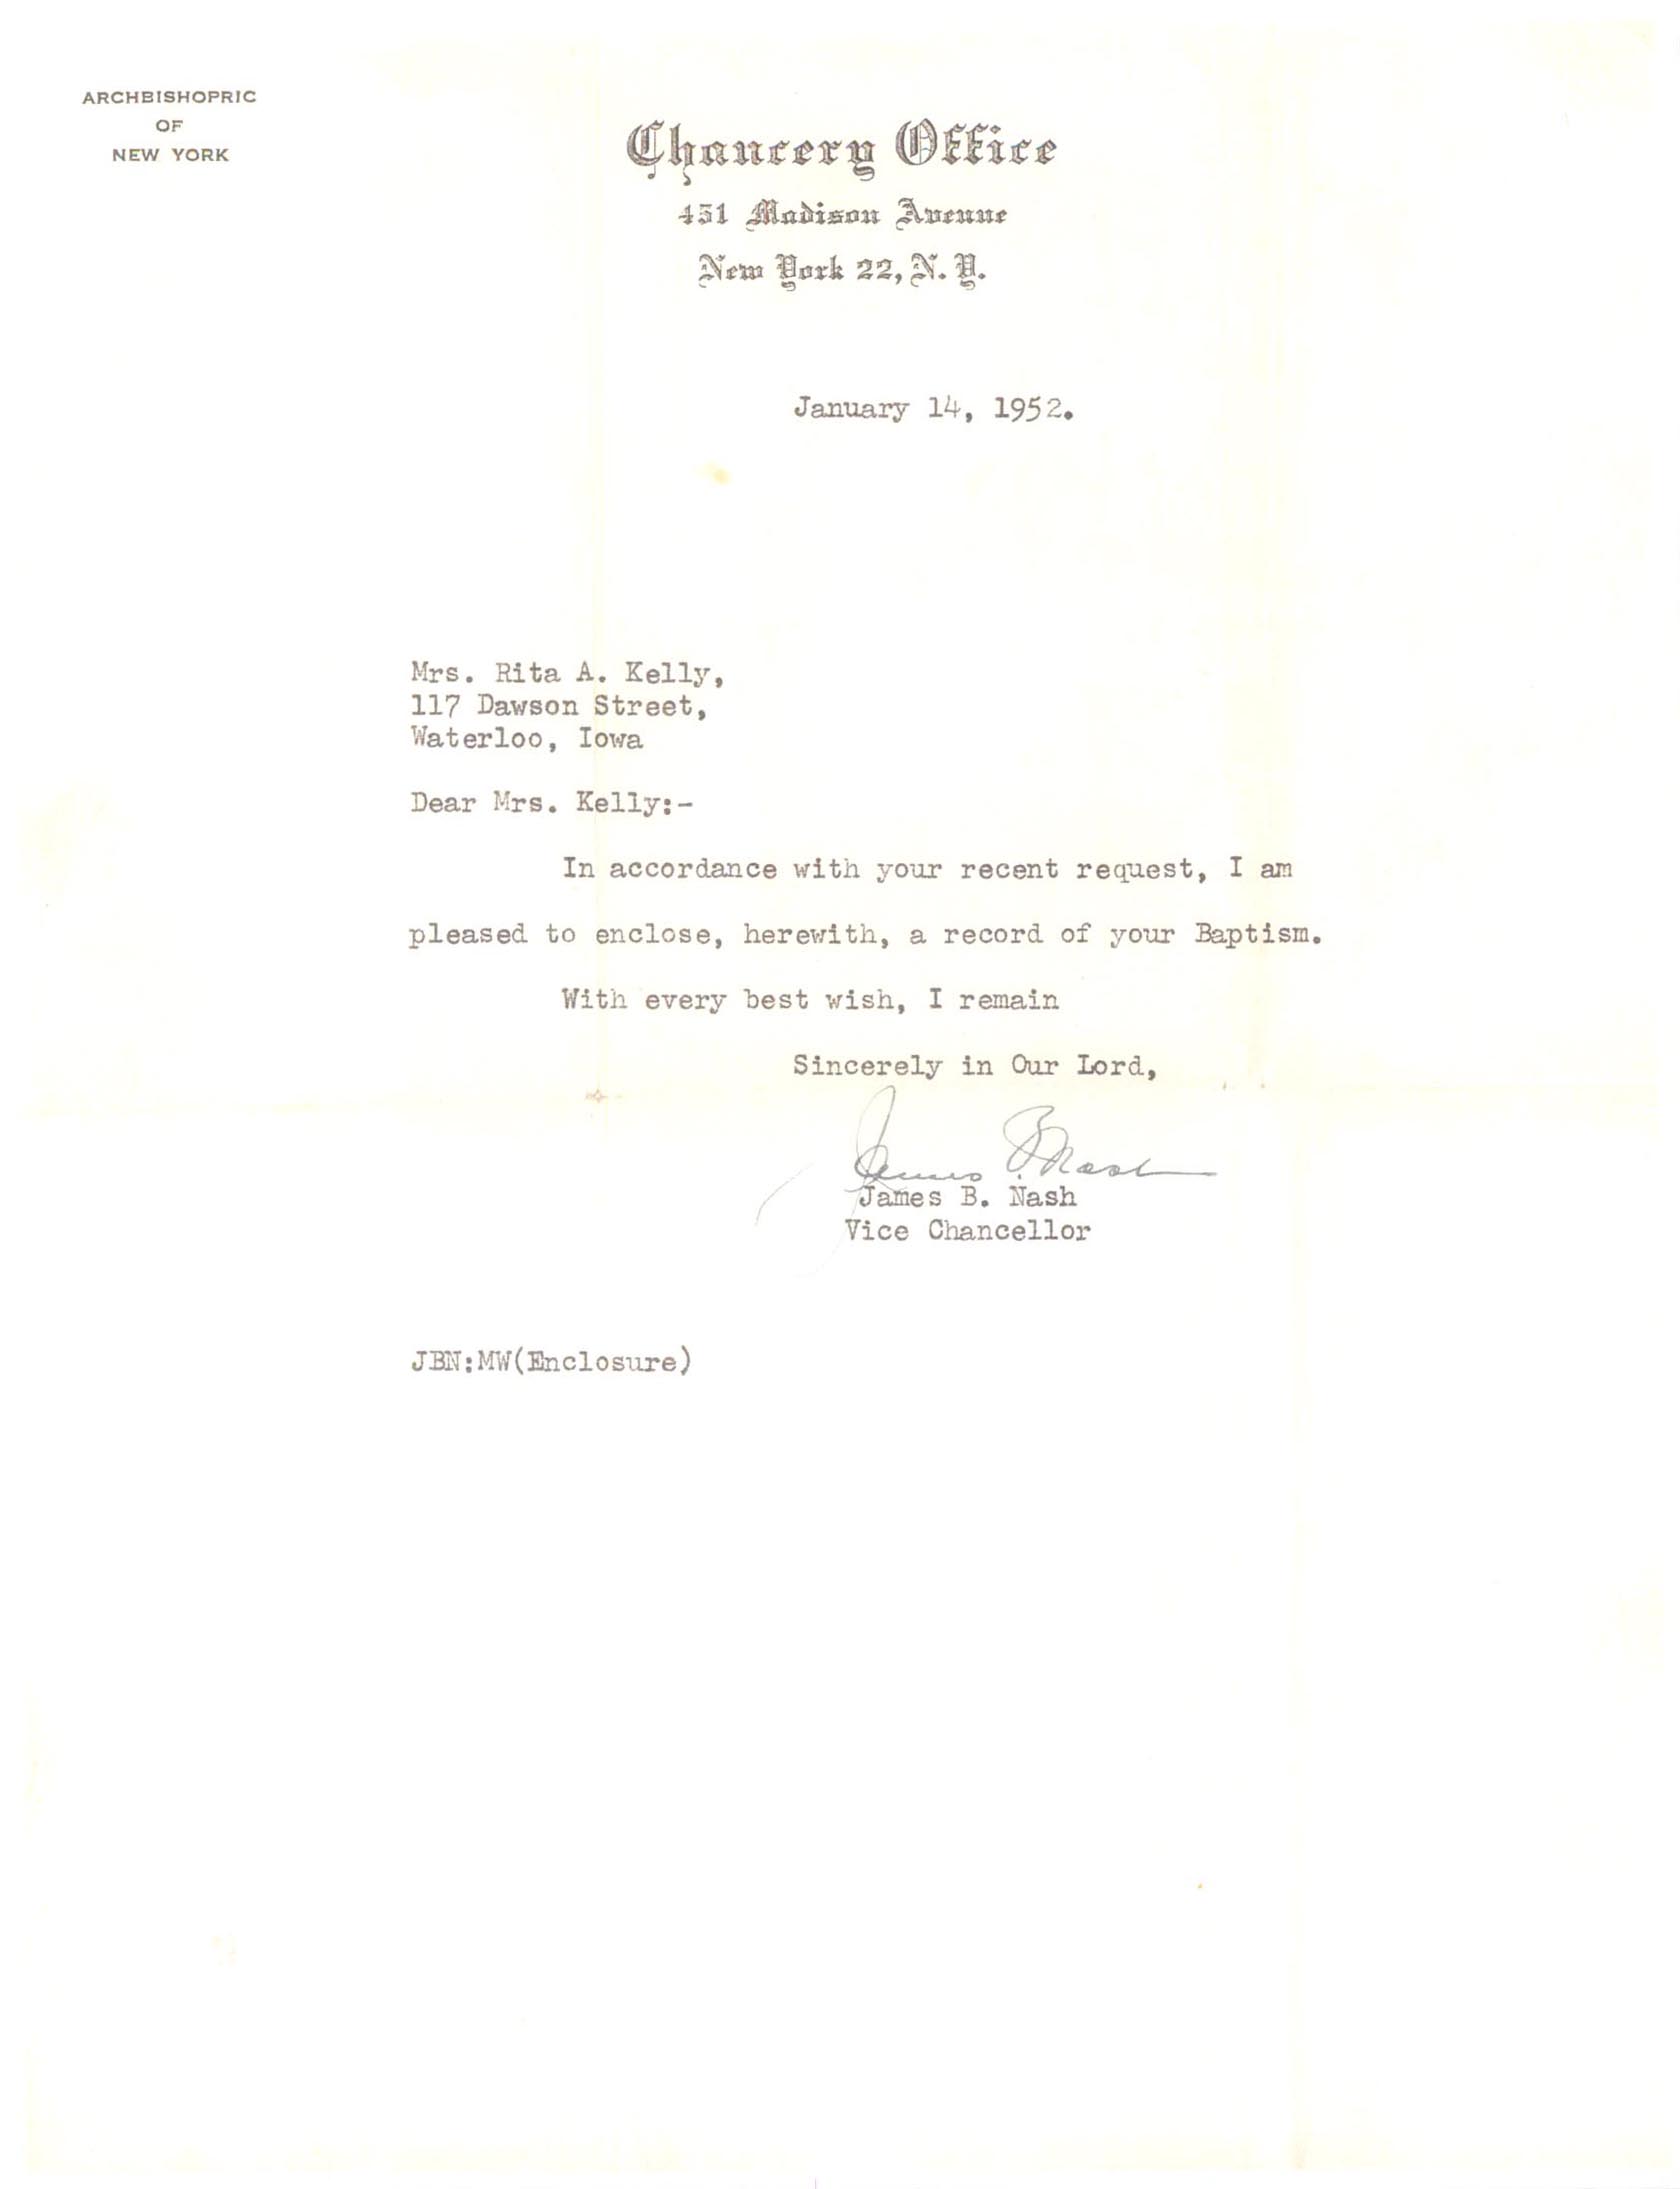 ARCHBISHOPRIC
OF
NEW YORK
Chancery Office
451 Madison Avenue
New York 22, N. Y.
January 14, 1952.
Mrs. Rita A. Kelly,
117 Dawson Street,
Waterloo, Iowa
Dear Mrs. Kelly:-
In accordance with your recent request, I am
pleased to enclose, herewith, a record of your Baptism.
With every best wish, I remain
Sincerely in Our Lord,
James B Nash
James B. Nash
Vice Chancellor
JBN:MW(Enclosure)